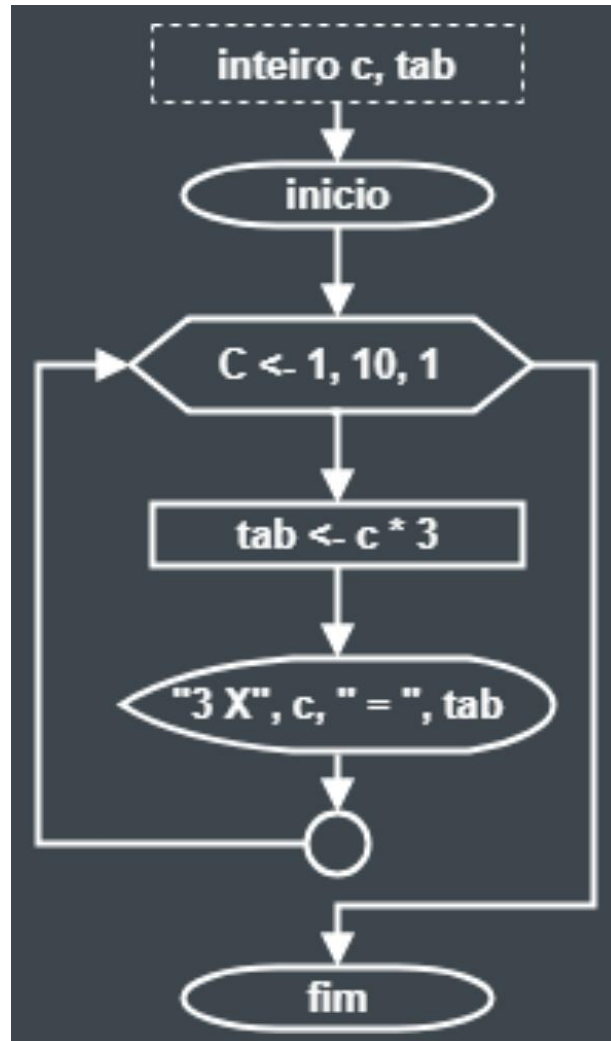 inteiro c, tab
inicio
C <- 1, 10, 1
tab <- c * 3
"3 X", c, " = ", tab
fim